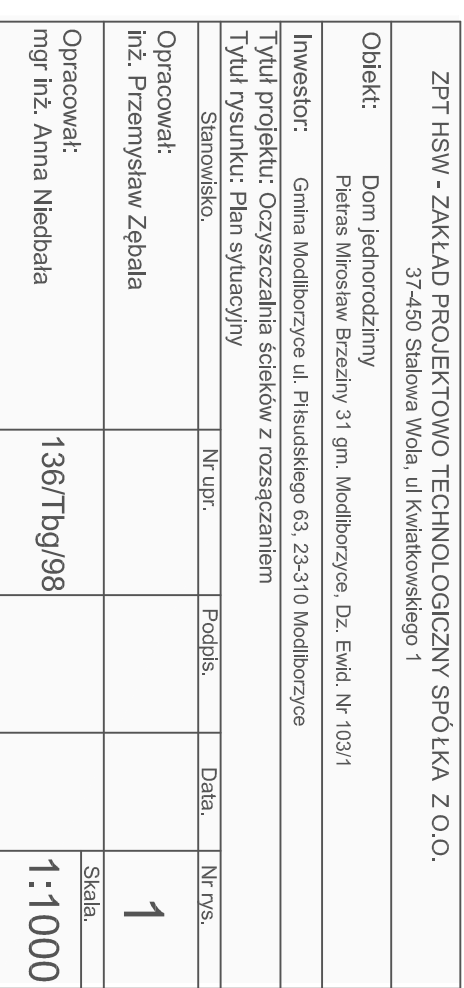 ZPT HSW - ZAKŁAD PROJEKTOWO TECHNOLOGICZNY SPÓŁKA Z O.O.
37-450 Stalowa Wola, ul Kwiatkowskiego 1
Obiekt: Dom jednorodzinny
Pietras Mirosław Brzeziny 31 gm. Modliborzyce, Dz. Ewid. Nr 103/1
Inwestor: Gmina Modliborzyce ul. Piłsudskiego 63, 23-310 Modliborzyce
Tytuł projektu: Oczyszczalnia ścieków z rozsączaniem
Tytuł rysunku: Plan sytuacyjny
Stanowisko. Nr upr. Podpis. Data. Nr rys.
Opracował:
inż. Przemysław Zębala
1
Opracował:
mgr inż. Anna Niedbała
136/Tbg/98
Skala.
1:1000